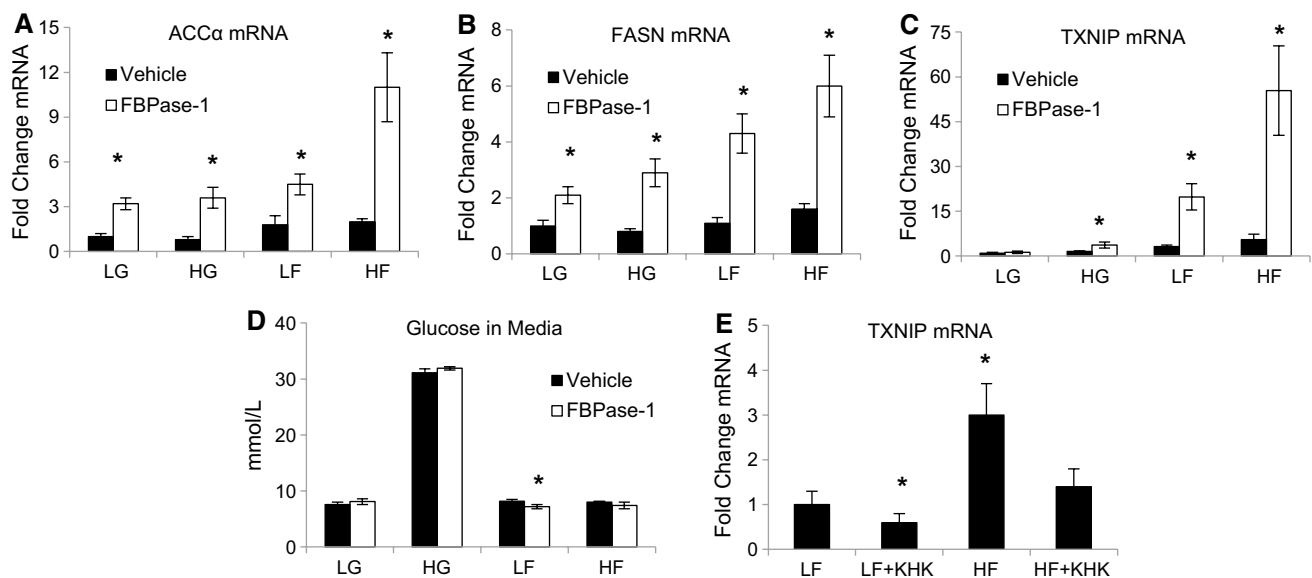 A
ACCα mRNA
Fold Change mRNA
15
12
9
6
3
0
Vehicle
FBPase-1
*
*
*
*
LG
HG
LF
HF
B
FASN mRNA
Fold Change mRNA
8
6
4
2
0
Vehicle
FBPase-1
*
*
*
*
LG
HG
LF
HF
C
TXNIP mRNA
Fold Change mRNA
75
60
45
30
15
0
Vehicle
FBPase-1
*
*
*
LG
HG
LF
HF
D
Glucose in Media
mmol/L
40
30
20
10
0
Vehicle
FBPase-1
*
LG
HG
LF
HF
E
TXNIP mRNA
Fold Change mRNA
5
4
3
2
1
0
*
*
LF
LF+KHK
HF
HF+KHK